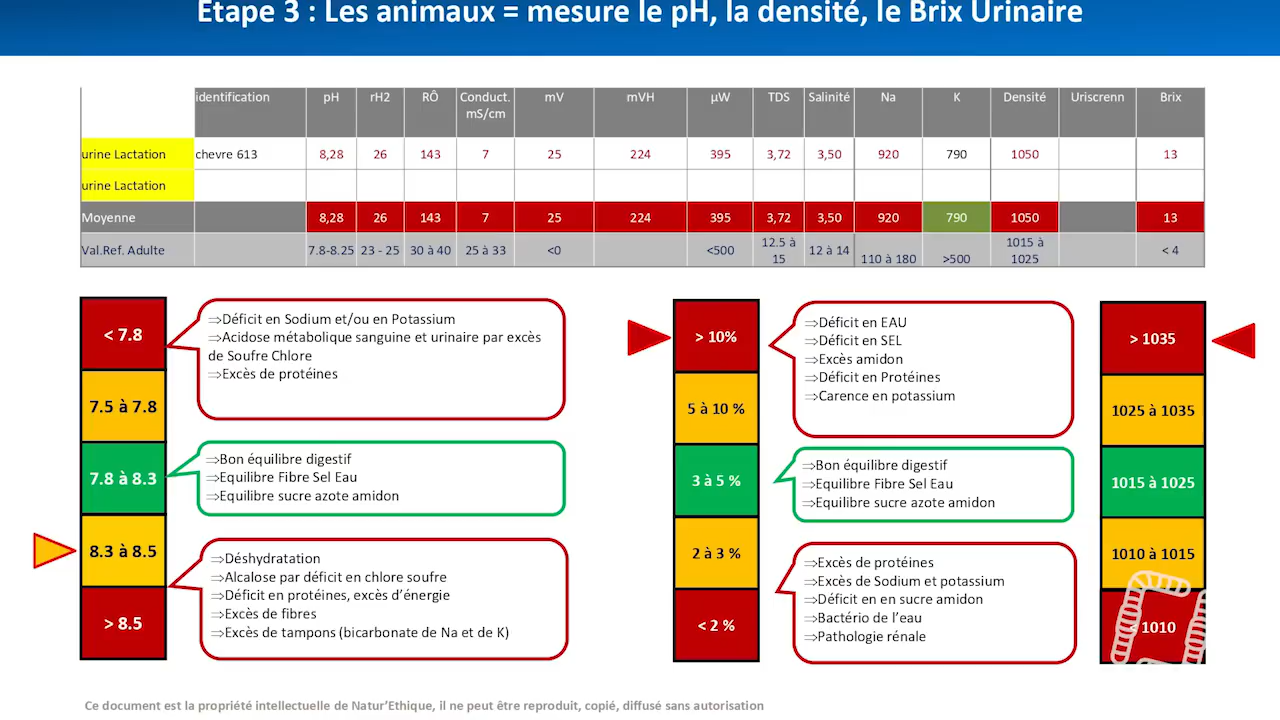 Etape 3 : Les animaux = mesure le pH, la densité, le Brix Urinaire
identification pH rH2 RÔ Conduct. mS/cm mV mVH µW TDS Salinité Na K Densité Uriscrenn Brix
urine Lactation chevre 613 8,28 26 143 7 25 224 395 3,72 3,50 920 790 1050 13
urine Lactation
Moyenne 8,28 26 143 7 25 224 395 3,72 3,50 920 790 1050 13
Val.Ref. Adulte 7.8-8.25 23 - 25 30 à 40 25 à 33 <0 <500 12.5 à 15 12 à 14 110 à 180 >500 1015 à 1025 < 4
< 7.8
7.5 à 7.8
7.8 à 8.3
8.3 à 8.5
> 8.5
⇒Déficit en Sodium et/ou en Potassium
⇒Acidose métabolique sanguine et urinaire par excès
de Soufre Chlore
⇒Excès de protéines
⇒Bon équilibre digestif
⇒Equilibre Fibre Sel Eau
⇒Equilibre sucre azote amidon
⇒Déshydratation
⇒Alcalose par déficit en chlore soufre
⇒Déficit en protéines, excès d'énergie
⇒Excès de fibres
⇒Excès de tampons (bicarbonate de Na et de K)
> 10%
5 à 10 %
3 à 5 %
2 à 3 %
< 2 %
⇒Déficit en EAU
⇒Déficit en SEL
⇒Excès amidon
⇒Déficit en Protéines
⇒Carence en potassium
⇒Bon équilibre digestif
⇒Equilibre Fibre Sel Eau
⇒Equilibre sucre azote amidon
⇒Excès de protéines
⇒Excès de Sodium et potassium
⇒Déficit en en sucre amidon
⇒Bactério de l'eau
⇒Pathologie rénale
> 1035
1025 à 1035
1015 à 1025
1010 à 1015
1010
Ce document est la propriété intellectuelle de Natur'Ethique, il ne peut être reproduit, copié, diffusé sans autorisation